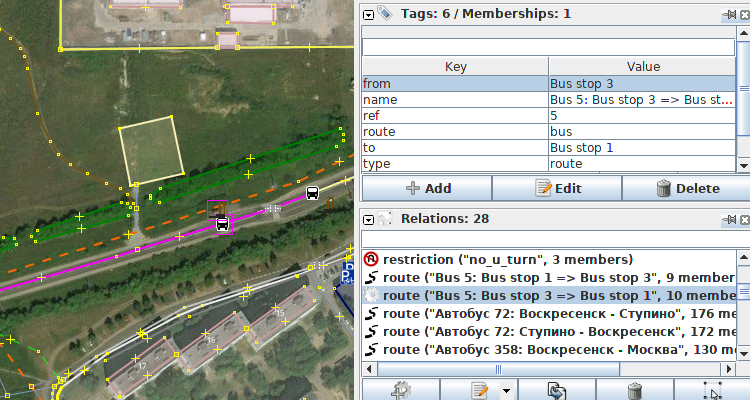 Tags: 6 / Memberships: 1
Key Value
from Bus stop 3
name Bus 5: Bus stop 3 => Bus st...
ref 5
route bus
to Bus stop 1
type route
Add Edit Delete
Relations: 28
restriction ("no_u_turn", 3 members)
route ("Bus 5: Bus stop 1 => Bus stop 3", 9 member
route ("Bus 5: Bus stop 3 => Bus stop 1", 10 membe
route ("Автобус 72: Воскресенск - Ступино", 176 me
route ("Автобус 72: Ступино - Воскресенск", 172 me
route ("Автобус 358: Воскресенск - Москва", 130 m
P
15
16
17